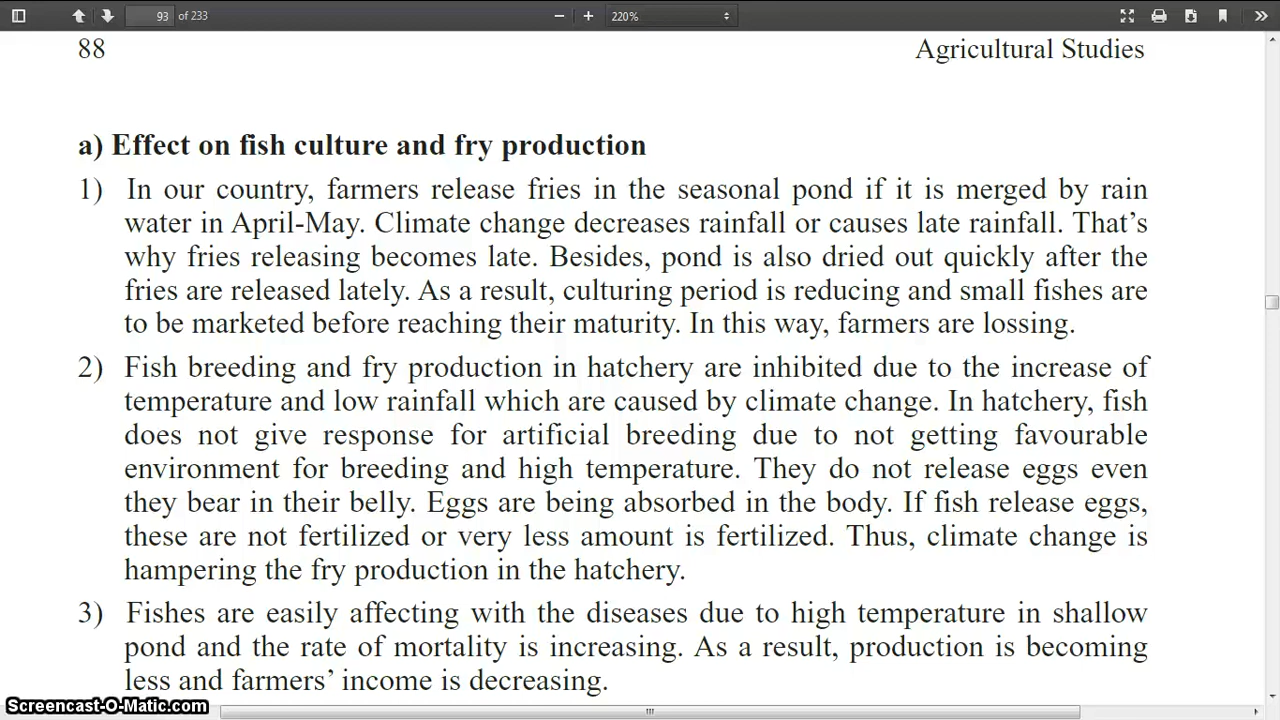 93 of 233 220%
88 Agricultural Studies
a) Effect on fish culture and fry production
1) In our country, farmers release fries in the seasonal pond if it is merged by rain
water in April-May. Climate change decreases rainfall or causes late rainfall. That’s
why fries releasing becomes late. Besides, pond is also dried out quickly after the
fries are released lately. As a result, culturing period is reducing and small fishes are
to be marketed before reaching their maturity. In this way, farmers are lossing.
2) Fish breeding and fry production in hatchery are inhibited due to the increase of
temperature and low rainfall which are caused by climate change. In hatchery, fish
does not give response for artificial breeding due to not getting favourable
environment for breeding and high temperature. They do not release eggs even
they bear in their belly. Eggs are being absorbed in the body. If fish release eggs,
these are not fertilized or very less amount is fertilized. Thus, climate change is
hampering the fry production in the hatchery.
3) Fishes are easily affecting with the diseases due to high temperature in shallow
pond and the rate of mortality is increasing. As a result, production is becoming
less and farmers’ income is decreasing.
Screencast-O-Matic.com